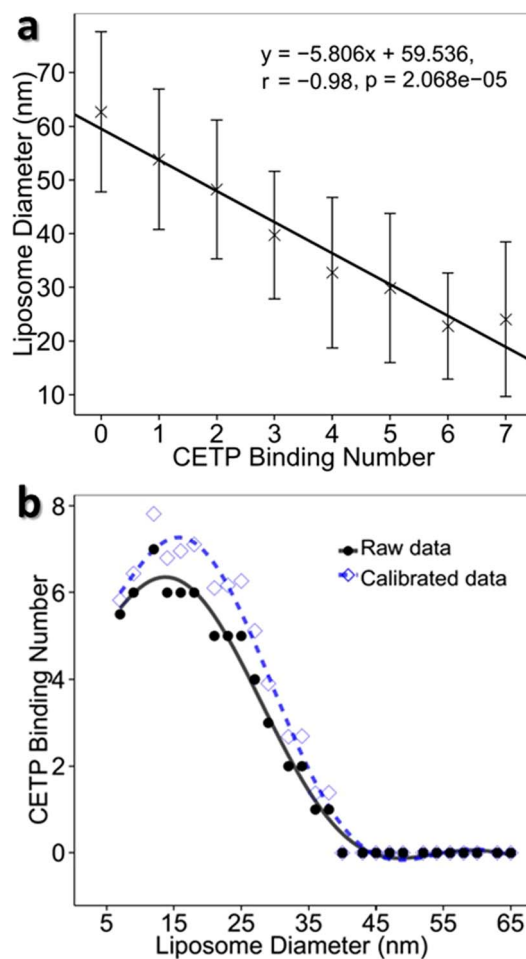 a
y = −5.806x + 59.536,
r = −0.98, p = 2.068e−05
Liposome Diameter (nm)
70
60
50
40
30
20
10
0 1 2 3 4 5 6 7
CETP Binding Number
b
Raw data
Calibrated data
CETP Binding Number
8
6
4
2
0
5 15 25 35 45 55 65
Liposome Diameter (nm)